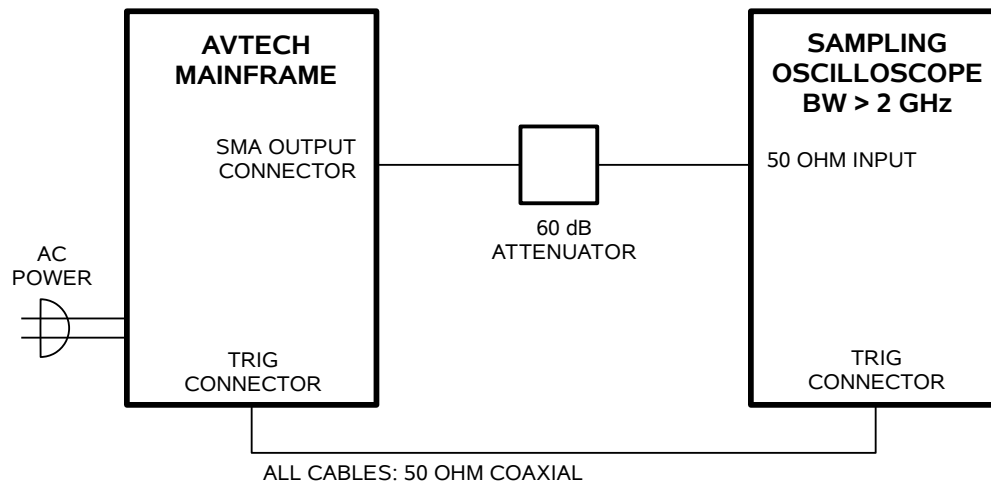 AVTECH
MAINFRAME
SMA OUTPUT
CONNECTOR
AC
POWER
TRIG
CONNECTOR
60 dB
ATTENUATOR
SAMPLING
OSCILLOSCOPE
BW > 2 GHz
50 OHM INPUT
TRIG
CONNECTOR
ALL CABLES: 50 OHM COAXIAL